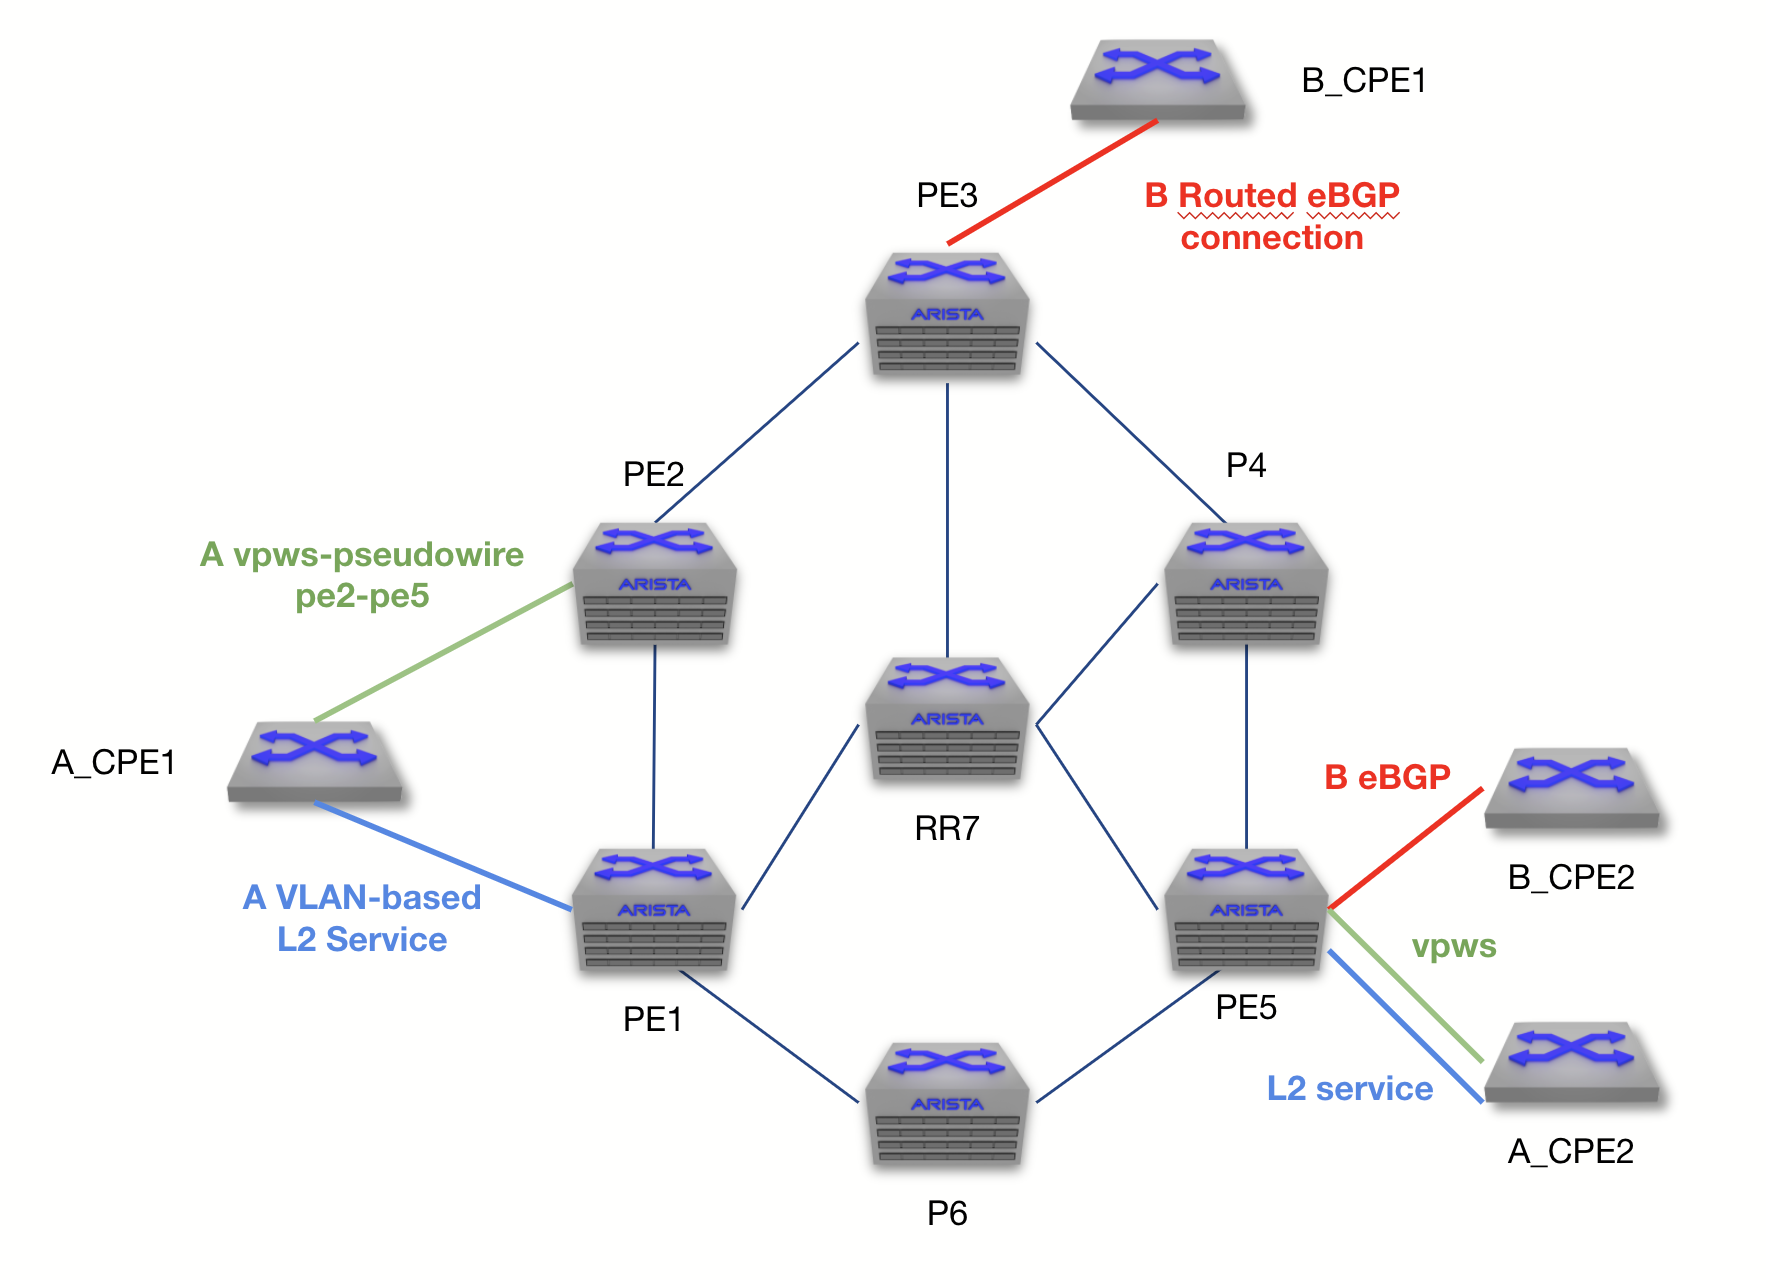 B_CPE1
PE3
B Routed eBGP
connection
ARISTA
PE2
P4
A vpws-pseudowire
pe2-pe5
ARISTA
ARISTA
A_CPE1
ARISTA
RR7
B eBGP
B_CPE2
A VLAN-based
L2 Service
ARISTA
ARISTA
vpws
PE1
PE5
L2 service
ARISTA
A_CPE2
P6